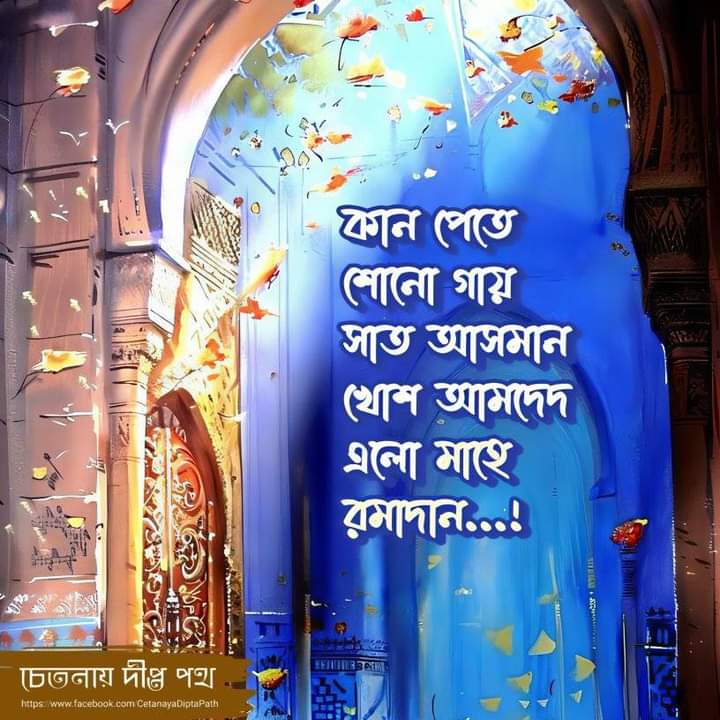 কান পেতে
শোনো গায়
সাত আসমান
খোশ আমদেদ
এলো মাহে
রমাদান...!
চেতনায় দীপ্ত পথ
https://www.facebook.com/CetanayaDiptaPath